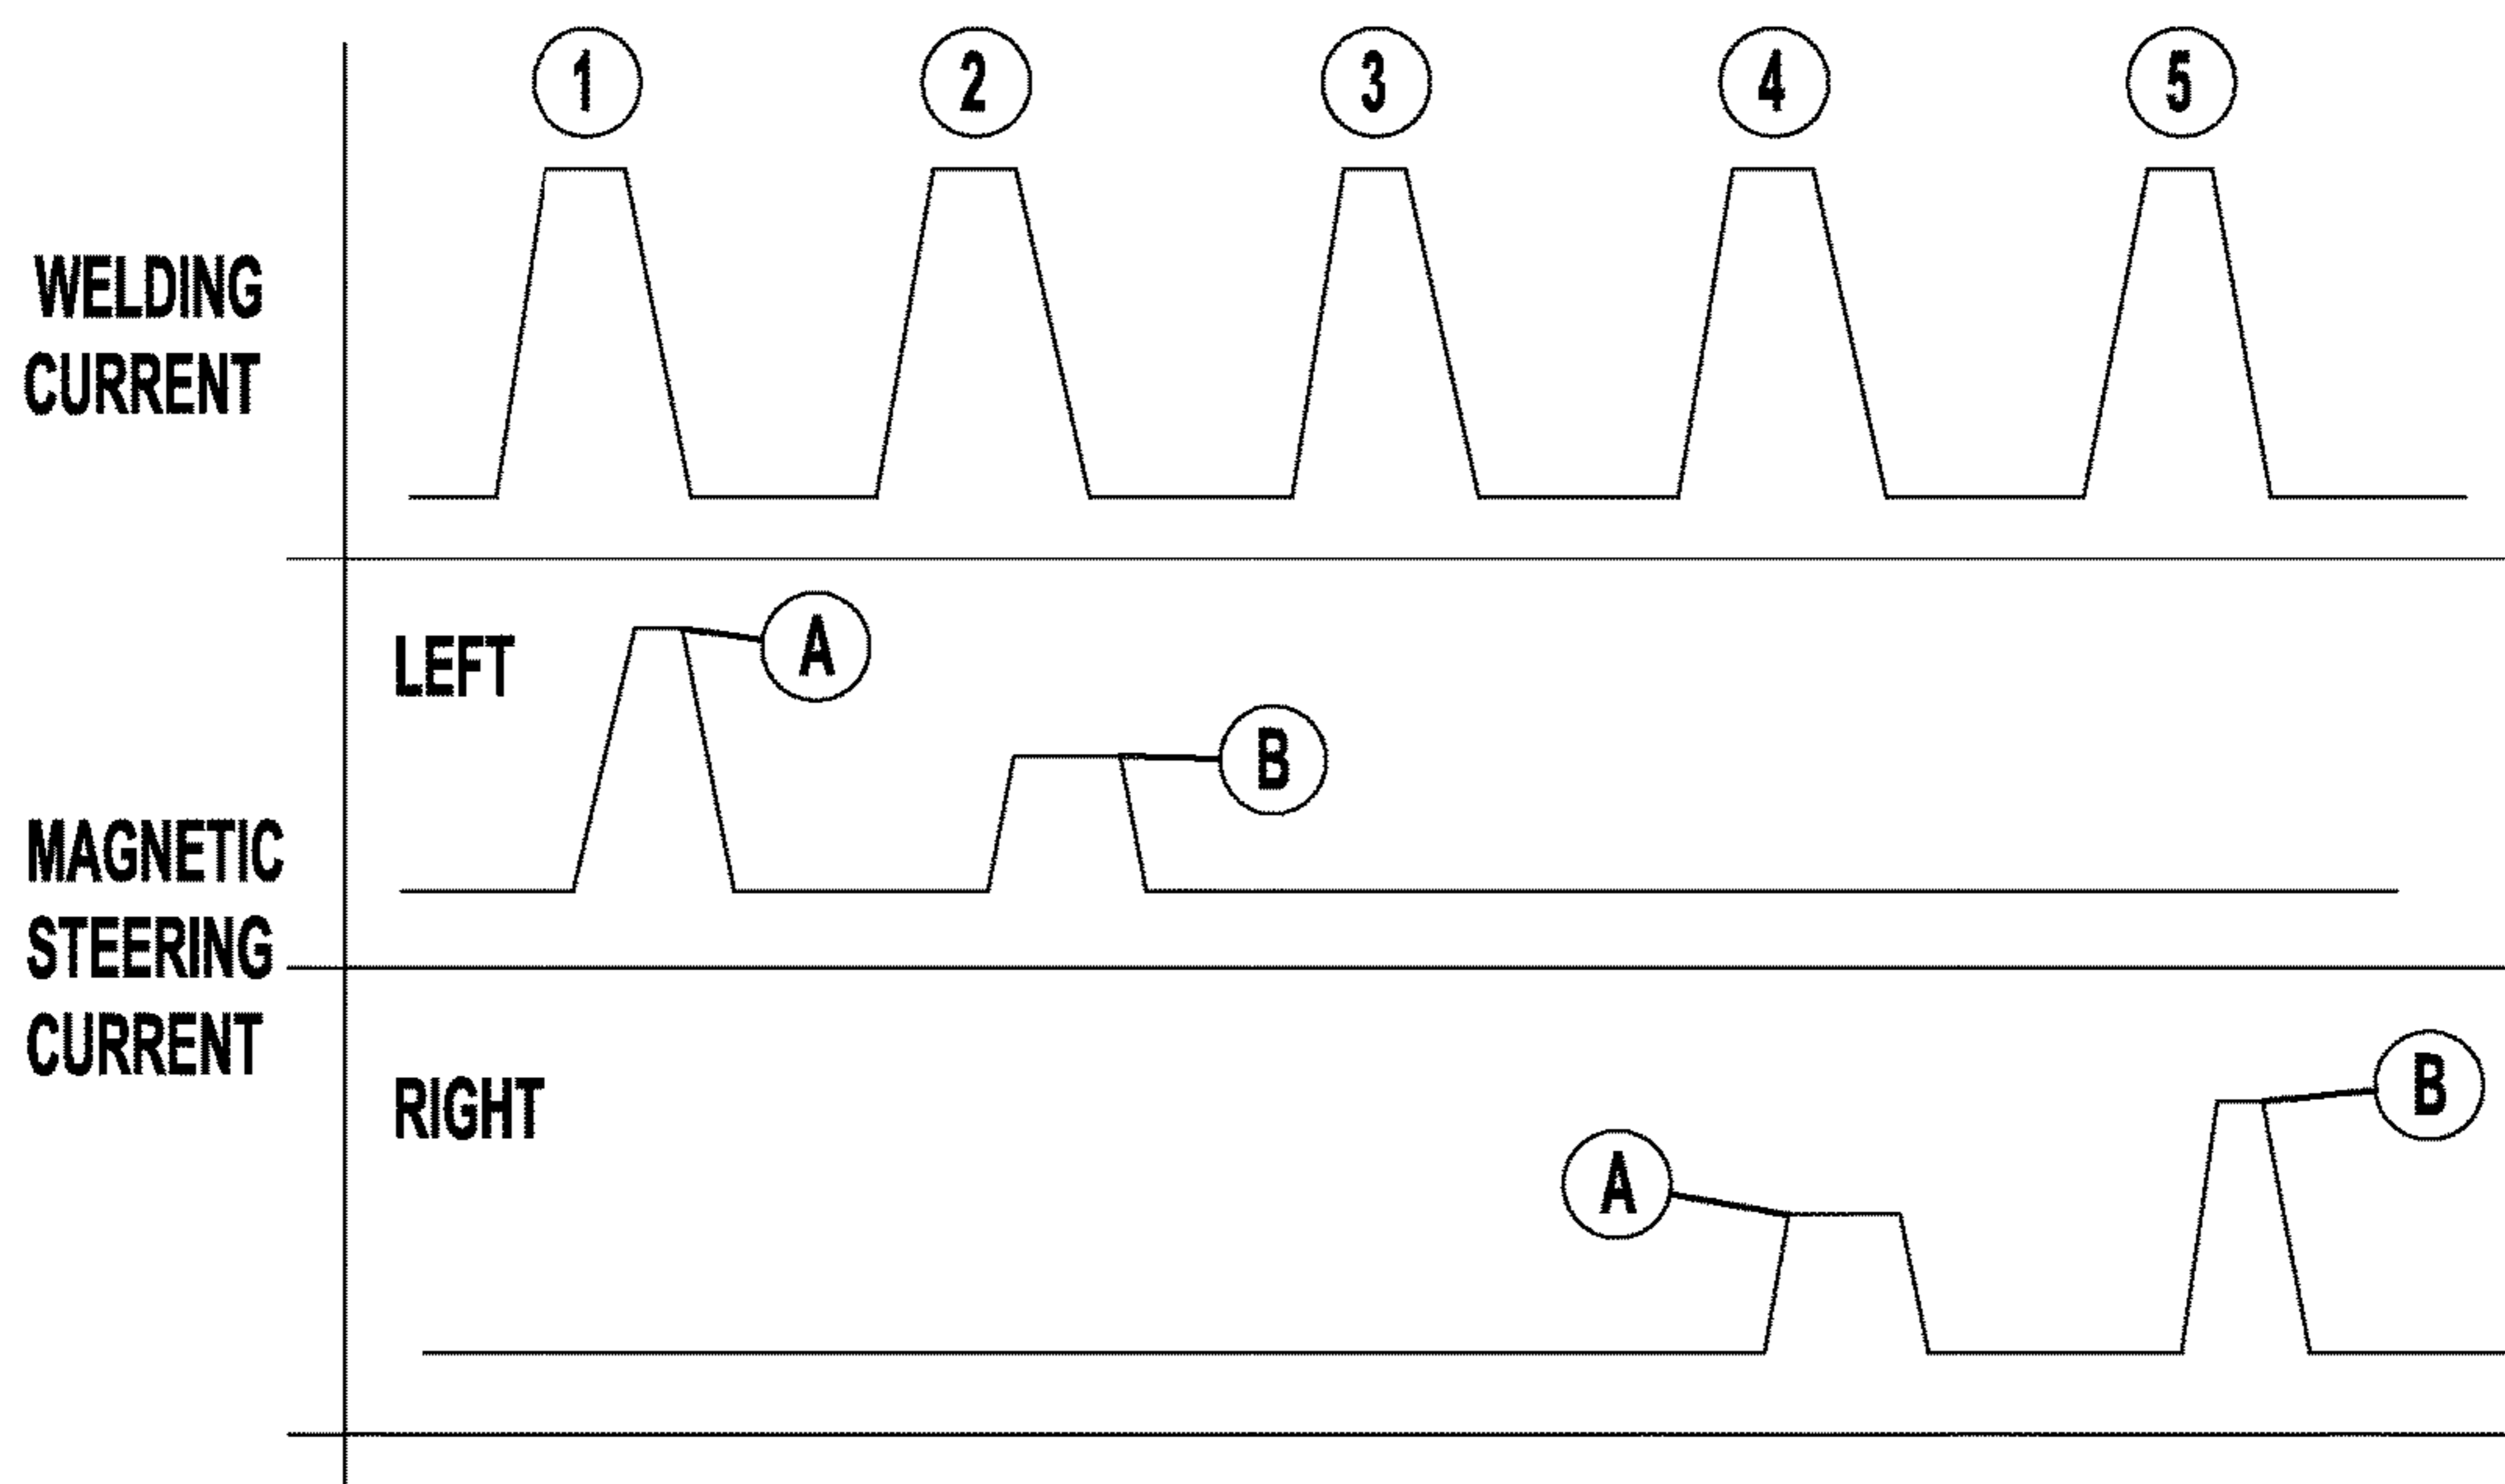 1 2 3 4 5
WELDING
CURRENT
LEFT
A
B
MAGNETIC
STEERING
CURRENT
RIGHT
A
B